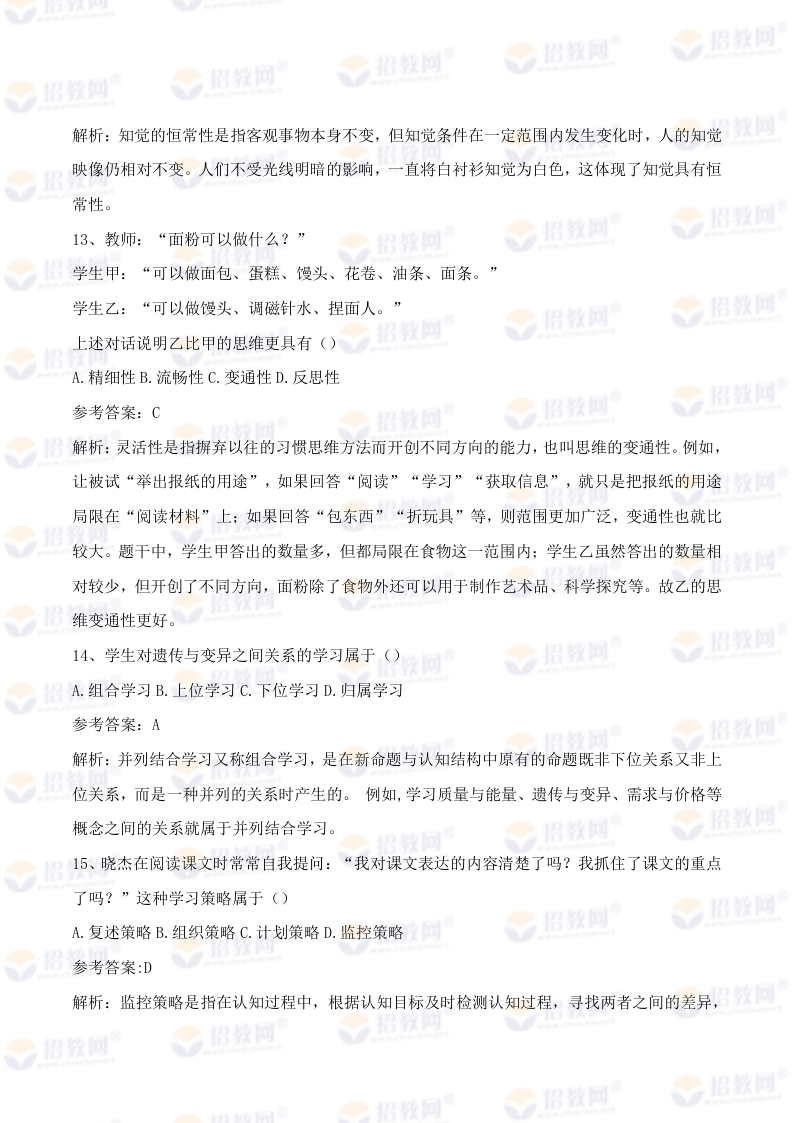 解析：知觉的恒常性是指客观事物本身不变，但知觉条件在一定范围内发生变化时，人的知觉
映像仍相对不变。人们不受光线明暗的影响，一直将白衬衫知觉为白色，这体现了知觉具有恒
常性。
13、教师：“面粉可以做什么？”
学生甲：“可以做面包、蛋糕、馒头、花卷、油条、面条。”
学生乙：“可以做馒头、调磁针水、捏面人。”
上述对话说明乙比甲的思维更具有（）
A.精细性 B.流畅性 C.变通性 D.反思性
参考答案：C
解析：灵活性是指摒弃以往的习惯思维方法而开创不同方向的能力，也叫思维的变通性。例如，
让被试“举出报纸的用途”，如果回答“阅读”“学习”“获取信息”，就只是把报纸的用途
局限在“阅读材料”上；如果回答“包东西”“折玩具”等，则范围更加广泛，变通性也就比
较大。题干中，学生甲答出的数量多，但都局限在食物这一范围内；学生乙虽然答出的数量相
对较少，但开创了不同方向，面粉除了食物外还可以用于制作艺术品、科学探究等。故乙的思
维变通性更好。
14、学生对遗传与变异之间关系的学习属于（）
A.组合学习 B.上位学习 C.下位学习 D.归属学习
参考答案：A
解析：并列结合学习又称组合学习，是在新命题与认知结构中原有的命题既非下位关系又非上
位关系，而是一种并列的关系时产生的。 例如,学习质量与能量、遗传与变异、需求与价格等
概念之间的关系就属于并列结合学习。
15、晓杰在阅读课文时常常自我提问：“我对课文表达的内容清楚了吗？我抓住了课文的重点
了吗？”这种学习策略属于（）
A.复述策略 B.组织策略 C.计划策略 D.监控策略
参考答案:D
解析：监控策略是指在认知过程中，根据认知目标及时检测认知过程，寻找两者之间的差异，